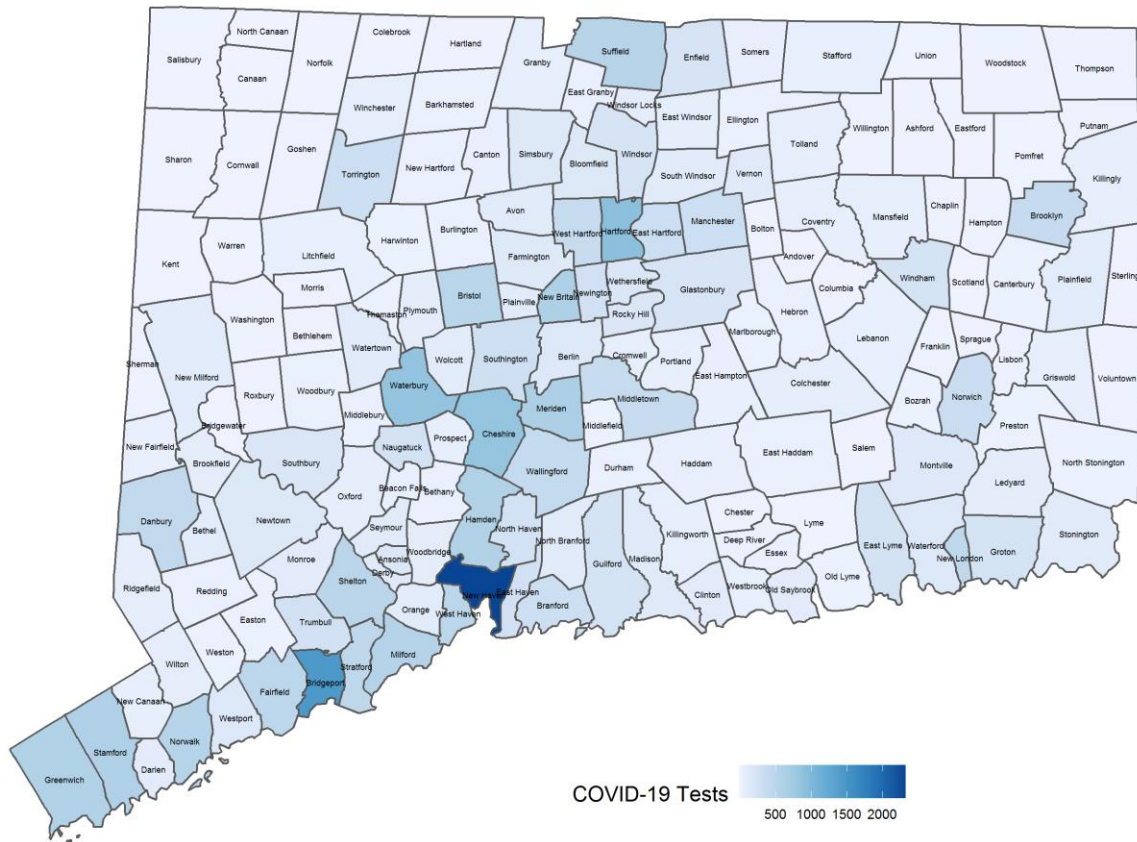 North Canaan
Colebrook
Hartland
Suffield
Enfield
Somers
Stafford
Union
Woodstock
Thompson
Salisbury
Canaan
Norfolk
Granby
East Granby
Windsor Locks
Winchester
Barkhamsted
East Windsor
Ellington
Willington
Ashford
Eastford
Putnam
Sharon
Cornwall
Goshen
Torrington
New Hartford
Canton
Simsbury
Bloomfield
Windsor
South Windsor
Vernon
Tolland
Pomfret
Killingly
Avon
West Hartford
Hartford
East Hartford
Manchester
Bolton
Coventry
Mansfield
Chaplin
Hampton
Brooklyn
Kent
Warren
Litchfield
Harwinton
Burlington
Farmington
Andover
Columbia
Windham
Scotland
Canterbury
Plainfield
Sterling
Morris
Bristol
Plainville
New Britain
Newington
Wethersfield
Glastonbury
Hebron
Washington
Bethlehem
Thomaston
Plymouth
Rocky Hill
Marlborough
Lebanon
Franklin
Sprague
Lisbon
Sherman
New Milford
Roxbury
Woodbury
Watertown
Wolcott
Southington
Berlin
Cromwell
Portland
East Hampton
Colchester
Bozrah
Norwich
Griswold
Voluntown
Waterbury
Middlebury
Cheshire
Meriden
Middlefield
Middletown
Preston
New Fairfield
Bridgewater
Brookfield
Southbury
Naugatuck
Prospect
Wallingford
Durham
Haddam
East Haddam
Salem
Montville
North Stonington
Danbury
Bethel
Newtown
Oxford
Beacon Falls
Bethany
Hamden
North Haven
North Branford
Killingworth
Chester
Deep River
Essex
Lyme
Ledyard
Seymour
Ansonia
Derby
Woodbridge
Guilford
Madison
East Lyme
Waterford
New London
Groton
Stonington
Ridgefield
Redding
Monroe
Shelton
Orange
West Haven
New Haven
East Haven
Branford
Clinton
Westbrook
Old Saybrook
Old Lyme
Easton
Trumbull
Wilton
Weston
Bridgeport
Stratford
Milford
New Canaan
Westport
Fairfield
Greenwich
Stamford
Darien
Norwalk
COVID-19 Tests
500 1000 1500 2000